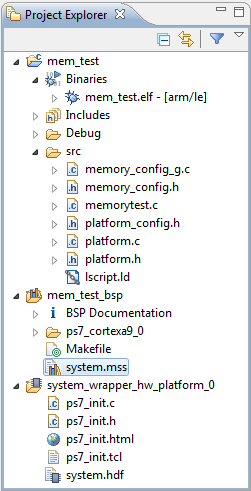 Project Explorer
mem_test
Binaries
mem_test.elf - [arm/le]
Includes
Debug
src
memory_config_g.c
memory_config.h
memorytest.c
platform_config.h
platform.c
platform.h
lscript.ld
mem_test_bsp
BSP Documentation
ps7_cortexa9_0
Makefile
system.mss
system_wrapper_hw_platform_0
ps7_init.c
ps7_init.h
ps7_init.html
ps7_init.tcl
system.hdf